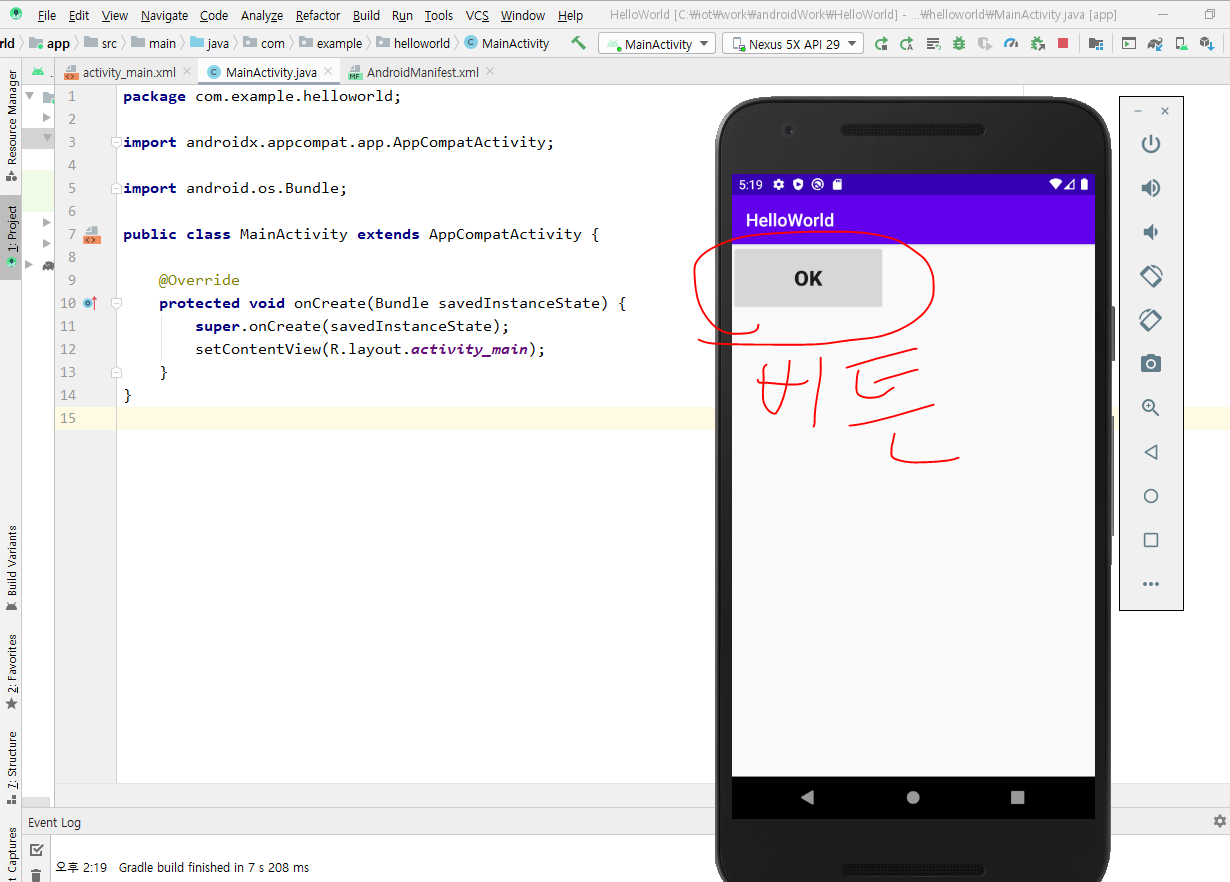 File Edit View Navigate Code Analyze Refactor Build Run Tools VCS Window Help HelloWorld [C:₩iot₩work₩androidWork₩HelloWorld] - ...₩helloworld₩MainActivity.java [app]
rld app src main java com example helloworld MainActivity MainActivity Nexus 5X API 29
activity_main.xml MainActivity.java AndroidManifest.xml
Resource Manager
1: Project
Build Variants
2: Favorites
7: Structure
t Captures
1 package com.example.helloworld;
2
3 import androidx.appcompat.app.AppCompatActivity;
4
5 import android.os.Bundle;
6
7 public class MainActivity extends AppCompatActivity {
8
9 @Override
10 protected void onCreate(Bundle savedInstanceState) {
11 super.onCreate(savedInstanceState);
12 setContentView(R.layout.activity_main);
13 }
14 }
15
5:19
HelloWorld
OK
버튼
Event Log
오후 2:19 Gradle build finished in 7 s 208 ms